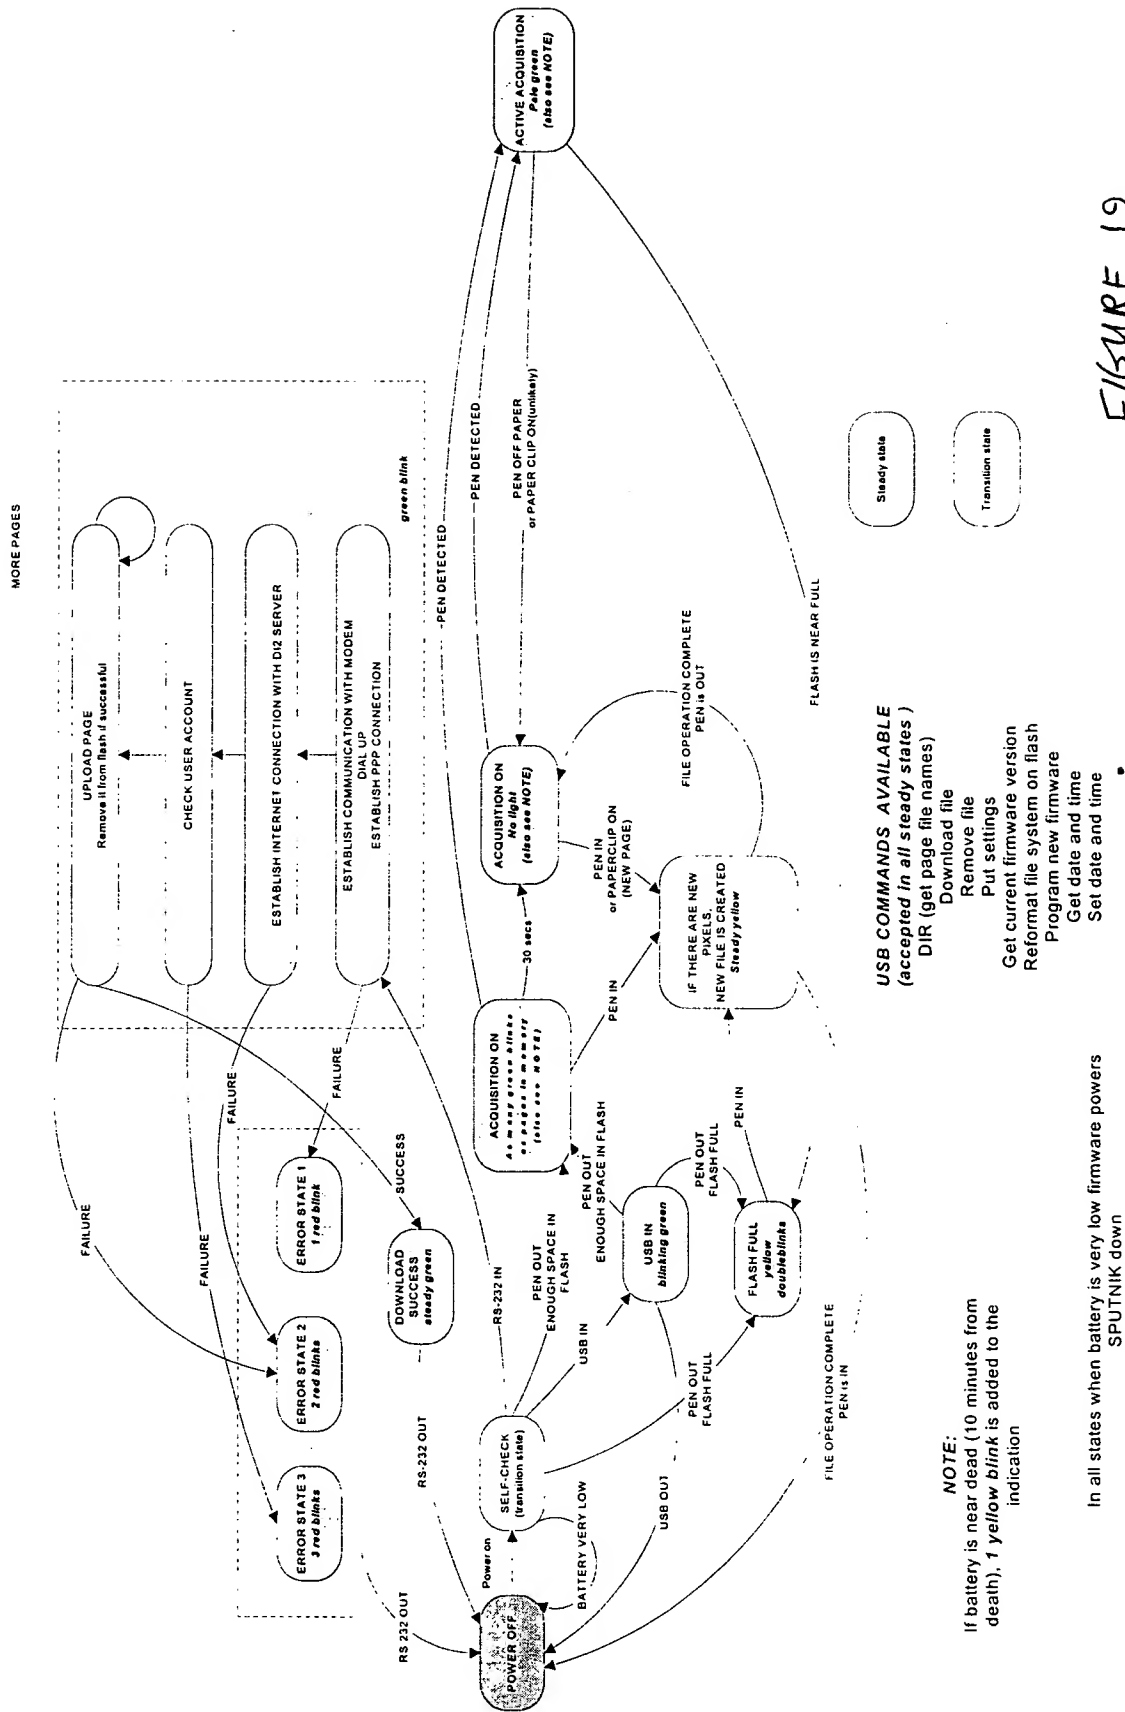 MORE PAGES
UPLOAD PAGE
Remove it from flash if successful
CHECK USER ACCOUNT
ESTABLISH INTERNET CONNECTION WITH DI2 SERVER
ESTABLISH COMMUNICATION WITH MODEM
DIAL UP
ESTABLISH PPP CONNECTION
green blink
FAILURE
FAILURE
FAILURE
FAILURE
SUCCESS
ERROR STATE 3
3 red blinks
ERROR STATE 2
2 red blinks
ERROR STATE 1
1 red blink
DOWNLOAD
SUCCESS
steady green
RS 232 OUT
RS-232 OUT
RS-232 IN
POWER OFF
Power on
SELF-CHECK
(transition state)
BATTERY VERY LOW
PEN OUT
ENOUGH SPACE IN
FLASH
USB IN
PEN OUT
FLASH FULL
USB OUT
USB IN
blinking green
PEN OUT
ENOUGH SPACE IN FLASH
PEN OUT
FLASH FULL
FLASH FULL
yellow
doubleblinks
PEN IN
ACQUISITION ON
As many green blinks
as pages in memory
(also see NOTE)
30 secs
PEN IN
ACQUISITION ON
No light
(also see NOTE)
PEN IN
or PAPERCLIP ON
(NEW PAGE)
IF THERE ARE NEW
PIXELS,
NEW FILE IS CREATED
Steady yellow
FILE OPERATION COMPLETE
PEN is OUT
FILE OPERATION COMPLETE
PEN is IN
PEN DETECTED
PEN DETECTED
PEN OFF PAPER
or PAPER CLIP ON(unlikely)
ACTIVE ACQUISITION
Pale green
(also see NOTE)
FLASH IS NEAR FULL
Steady state
Transition state
USB COMMANDS AVAILABLE
(accepted in all steady states )
DIR (get page file names)
Download file
Remove file
Put settings
Get current firmware version
Reformat file system on flash
Program new firmware
Get date and time
Set date and time
NOTE:
If battery is near dead (10 minutes from
death), 1 yellow blink is added to the
indication
In all states when battery is very low firmware powers
SPUTNIK down
FIGURE 19